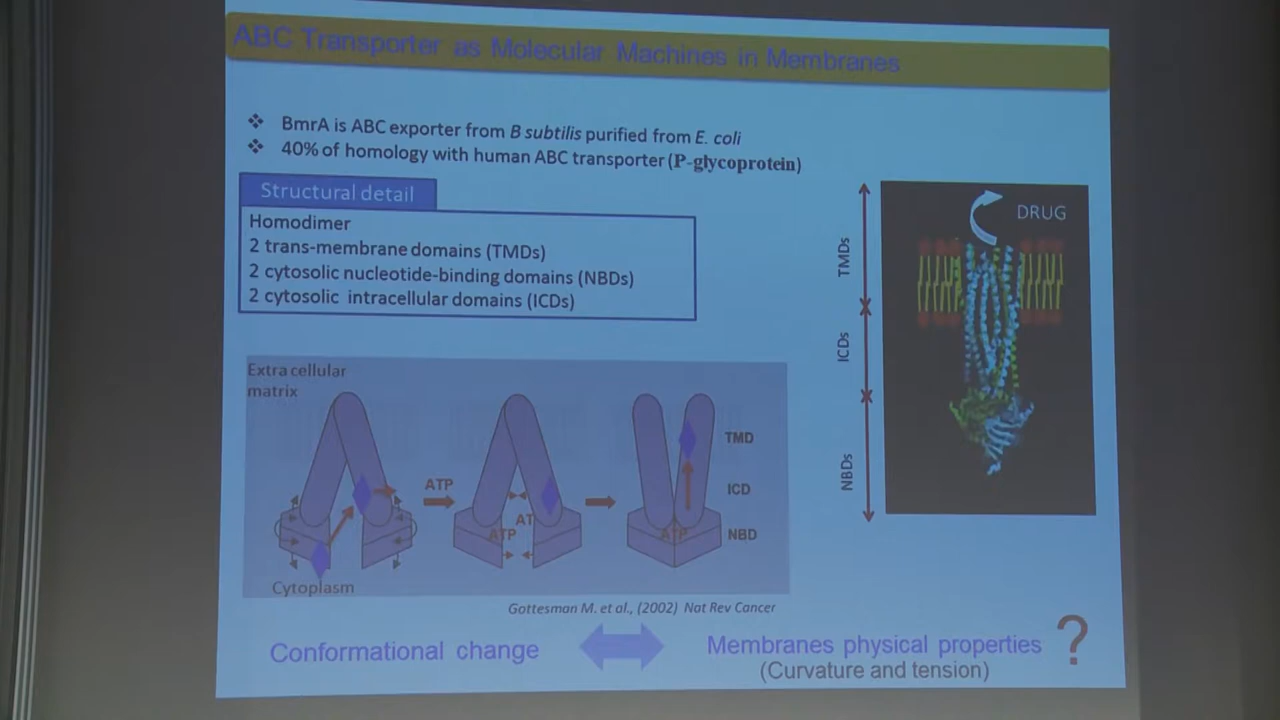 ABC Transporter as Molecular Machines in Membranes
❖ BmrA is ABC exporter from B subtilis purified from E. coli
❖ 40% of homology with human ABC transporter (P-glycoprotein)
Structural detail
Homodimer
2 trans-membrane domains (TMDs)
2 cytosolic nucleotide-binding domains (NBDs)
2 cytosolic intracellular domains (ICDs)
DRUG
TMDs
ICDs
NBDs
Extra cellular
matrix
TMD
ATP
ICD
AT
ATP
ATP
NBD
Cytoplasm
Gottesman M. et al., (2002) Nat Rev Cancer
Conformational change
Membranes physical properties ?
(Curvature and tension)